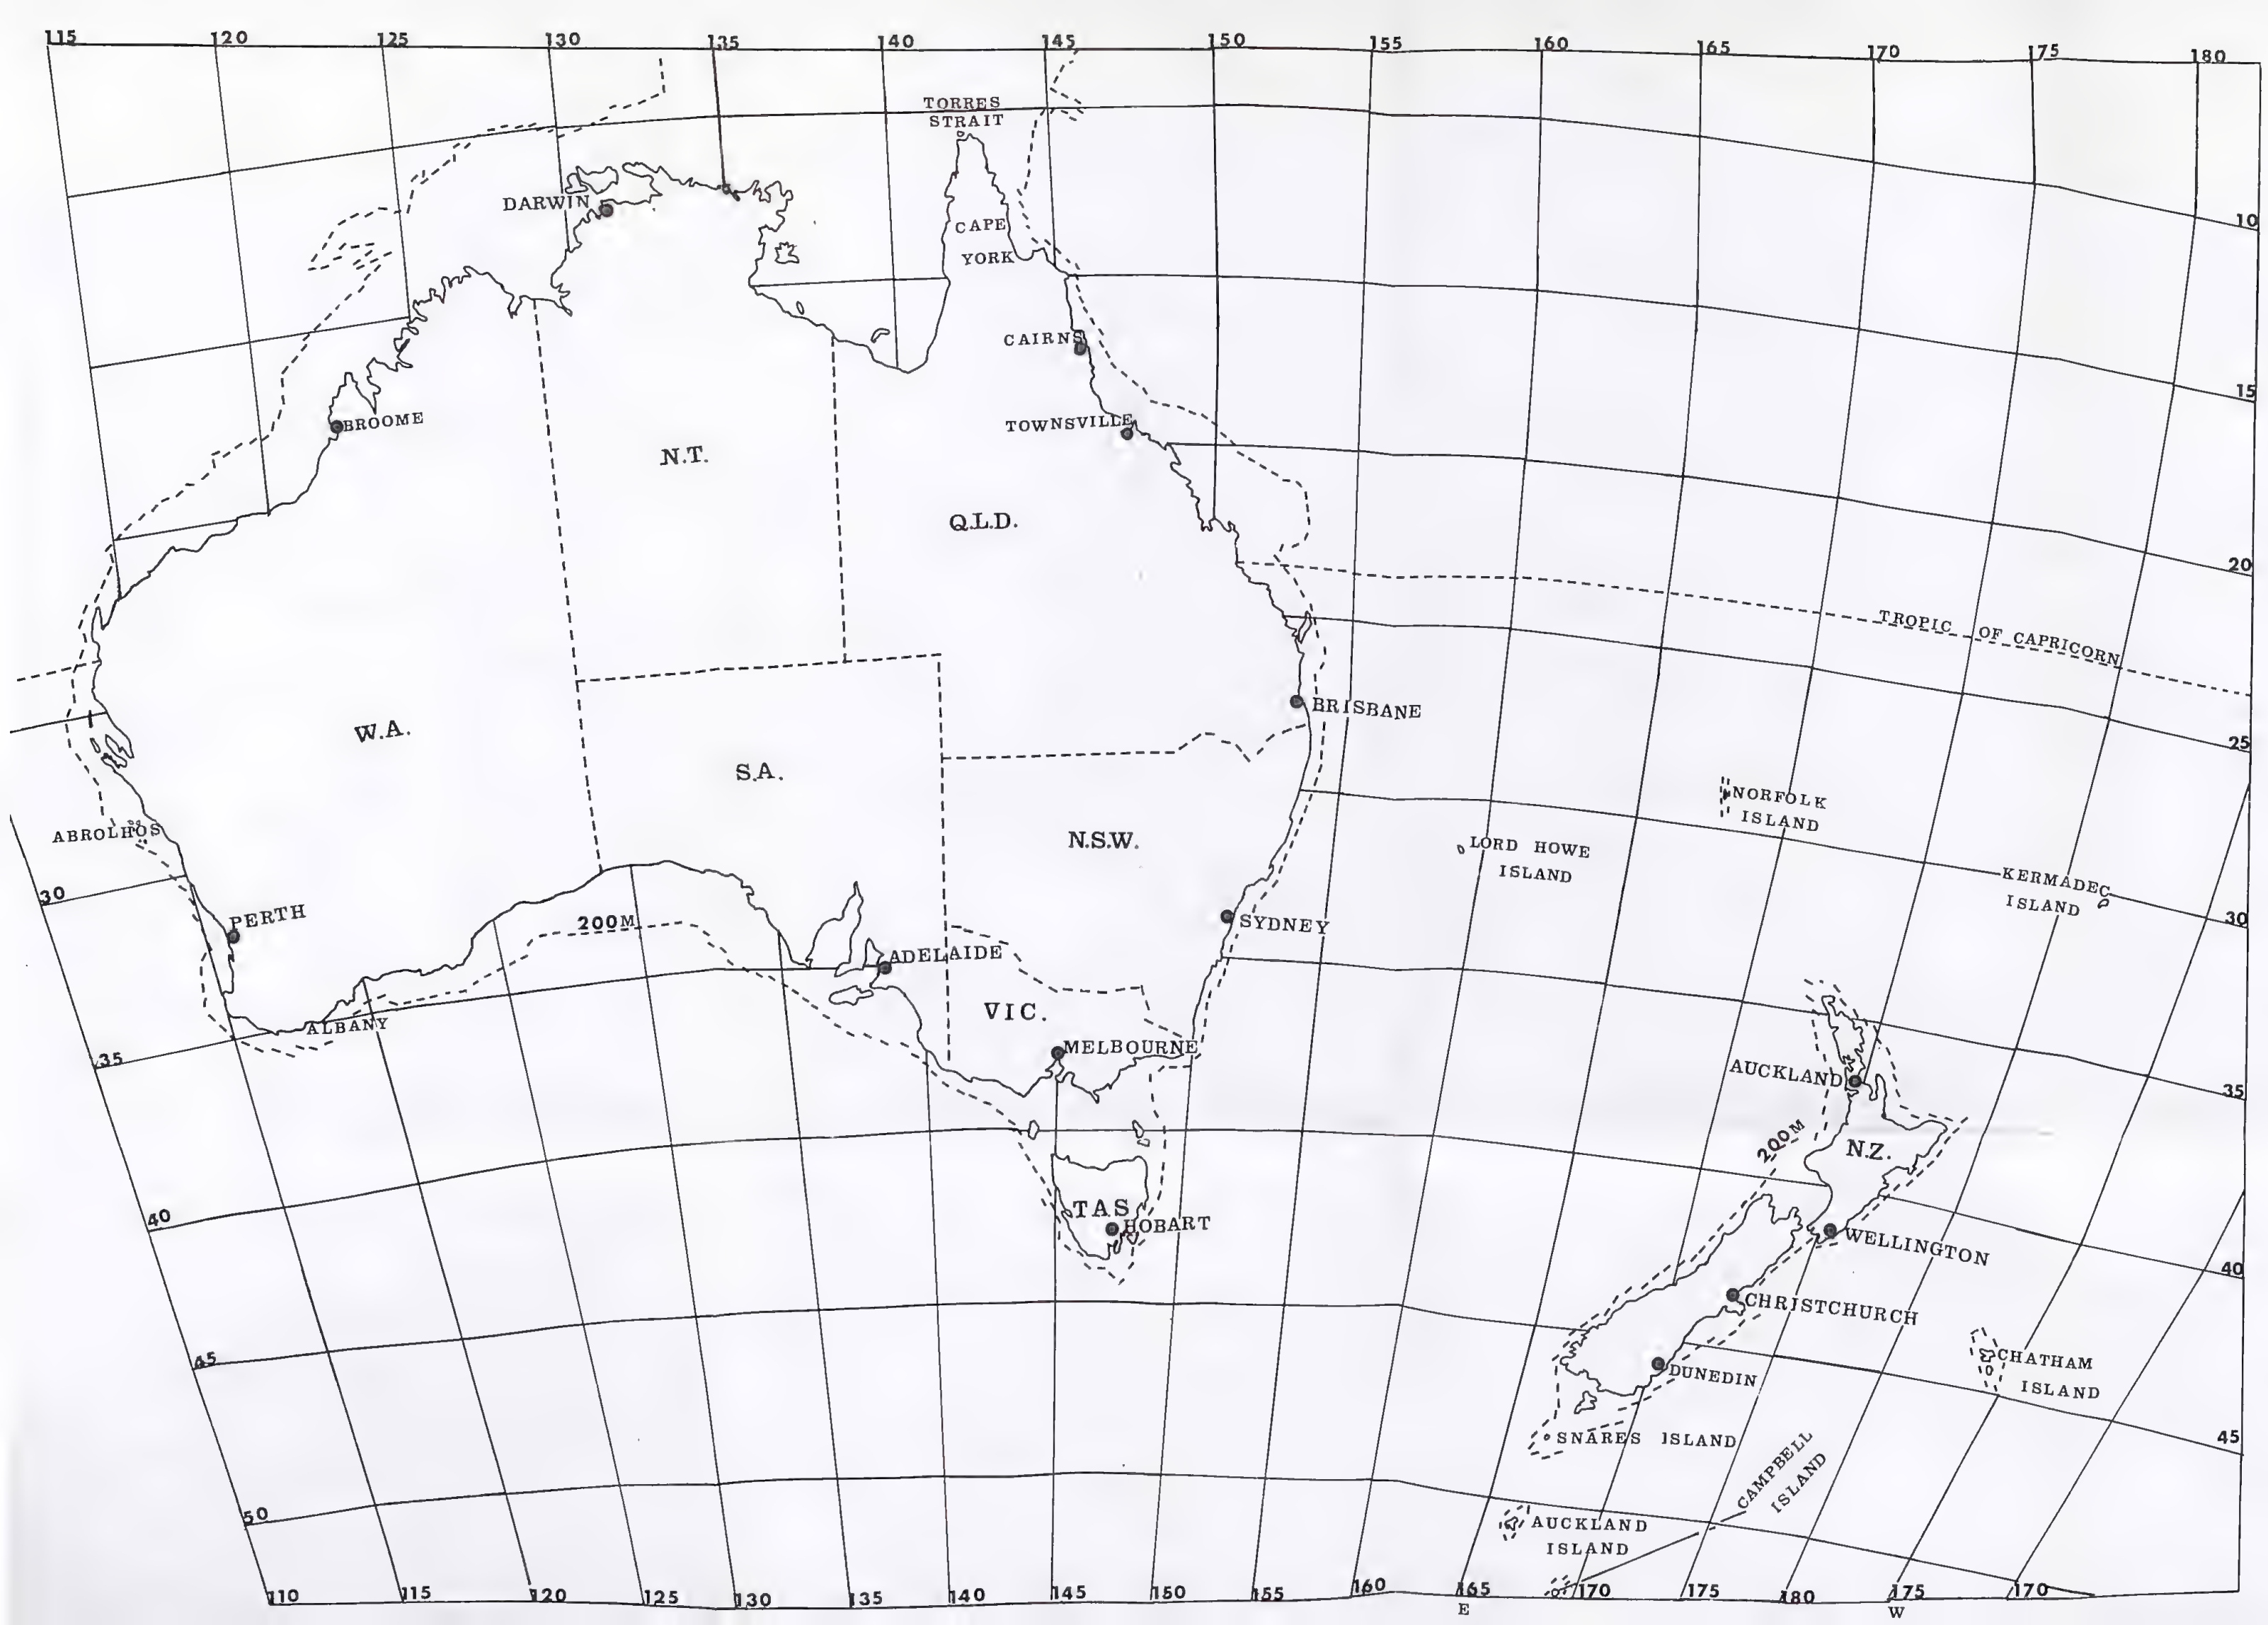 115 120 125 130 135 140 145 150 155 160 165 170 175 180
TORRES
STRAIT
DARWIN
10
CAPE
YORK
CAIRNS
15
BROOME
TOWNSVILLE
N.T.
Q.L.D.
20
TROPIC OF CAPRICORN
BRISBANE
W.A.
25
S.A.
NORFOLK
ISLAND
ABROLHOS
N.S.W.
LORD HOWE
ISLAND
KERMADEC
ISLAND
30
PERTH
200M
SYDNEY
30
ADELAIDE
VIC.
ALBANY
35
MELBOURNE
AUCKLAND
35
200M
N.Z.
TAS
HOBART
40
WELLINGTON
40
CHRISTCHURCH
45
CHATHAM
ISLAND
DUNEDIN
SNARES ISLAND
45
CAMPBELL
ISLAND
50
AUCKLAND
ISLAND
110 115 120 125 130 135 140 145 150 155 160 165 170 175 180 175 170
E W